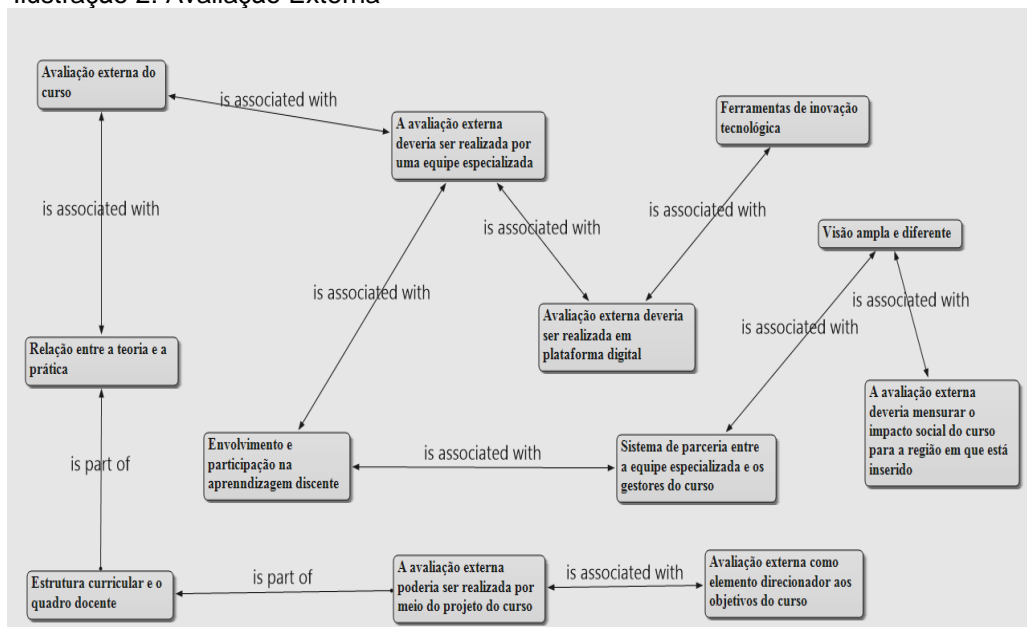 Ilustração 2: Avaliação Externa
Avaliação externa do
curso
is associated with
A avaliação externa
deveria ser realizada por
uma equipe especializada
Ferramentas de inovação
tecnológica
is associated with
is associated with
is associated with
Visão ampla e diferente
is associated with
is associated with
is associated with
Avaliação externa deveria
ser realizada em
plataforma digital
Relação entre a teoria e a
prática
A avaliação externa
deveria mensurar o
impacto social do curso
para a região em que está
inserido
Envolvimento e
participação na
aprenndizagem discente
is associated with
Sistema de parceria entre
a equipe especializada e os
gestores do curso
is part of
Estrutura curricular e o
quadro docente
is part of
A avaliação externa
poderia ser realizada por
meio do projeto do curso
is associated with
Avaliação externa como
elemento direcionador aos
objetivos do curso